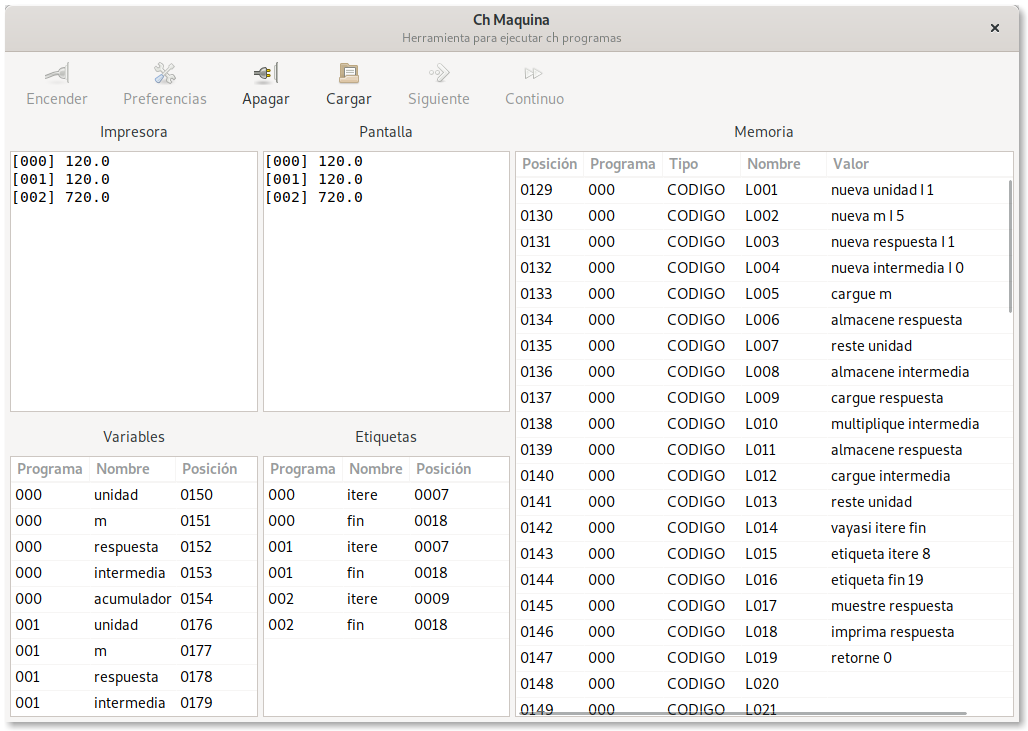 Ch Maquina
Herramienta para ejecutar ch programas
×
Encender Preferencias Apagar Cargar Siguiente Continuo
Impresora
[000] 120.0
[001] 120.0
[002] 720.0
Pantalla
[000] 120.0
[001] 120.0
[002] 720.0
Memoria
Posición Programa Tipo Nombre Valor
0129 000 CODIGO L001 nueva unidad I 1
0130 000 CODIGO L002 nueva m I 5
0131 000 CODIGO L003 nueva respuesta I 1
0132 000 CODIGO L004 nueva intermedia I 0
0133 000 CODIGO L005 cargue m
0134 000 CODIGO L006 almacene respuesta
0135 000 CODIGO L007 reste unidad
0136 000 CODIGO L008 almacene intermedia
0137 000 CODIGO L009 cargue respuesta
0138 000 CODIGO L010 multiplique intermedia
0139 000 CODIGO L011 almacene respuesta
0140 000 CODIGO L012 cargue intermedia
0141 000 CODIGO L013 reste unidad
0142 000 CODIGO L014 vayasi itere fin
0143 000 CODIGO L015 etiqueta itere 8
0144 000 CODIGO L016 etiqueta fin 19
0145 000 CODIGO L017 muestre respuesta
0146 000 CODIGO L018 imprima respuesta
0147 000 CODIGO L019 retorne 0
0148 000 CODIGO L020
0149 000 CODIGO L021
Variables
Programa Nombre Posición
000 unidad 0150
000 m 0151
000 respuesta 0152
000 intermedia 0153
000 acumulador 0154
001 unidad 0176
001 m 0177
001 respuesta 0178
001 intermedia 0179
Etiquetas
Programa Nombre Posición
000 itere 0007
000 fin 0018
001 itere 0007
001 fin 0018
002 itere 0009
002 fin 0018